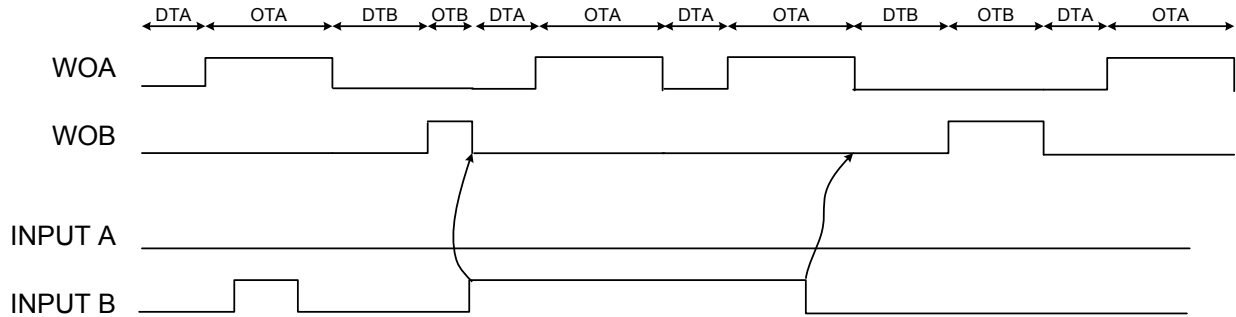 DTA OTA DTB OTB DTA OTA DTA OTA DTB OTB DTA OTA
WOA
WOB
INPUT A
INPUT B